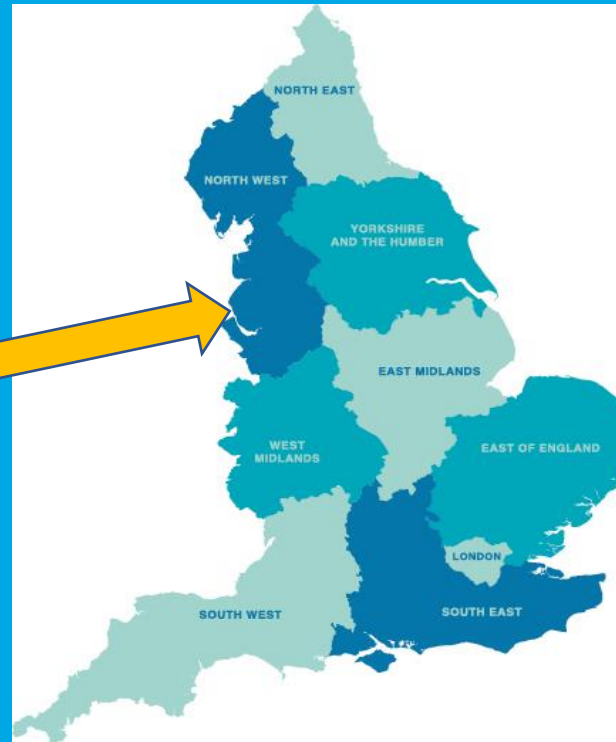 NORTH EAST
NORTH WEST
YORKSHIRE
AND THE HUMBER
EAST MIDLANDS
WEST
MIDLANDS
EAST OF ENGLAND
LONDON
SOUTH WEST
SOUTH EAST